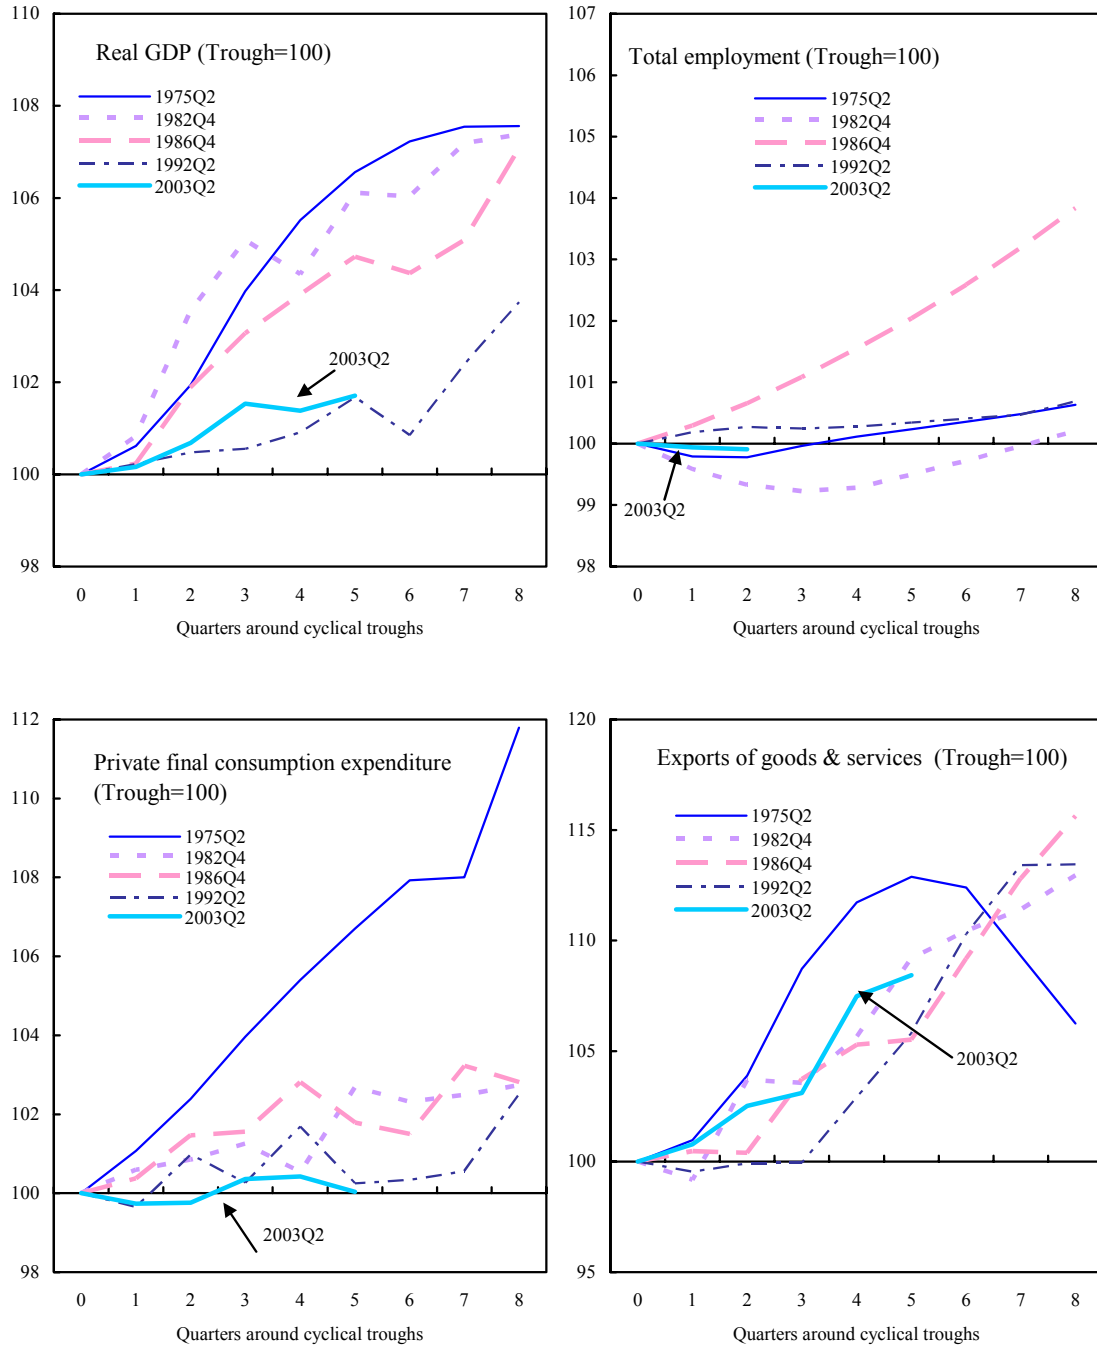 110
108
106
104
102
100
98
Real GDP (Trough=100)
1975Q2
1982Q4
1986Q4
1992Q2
2003Q2
2003Q2
0 1 2 3 4 5 6 7 8
Quarters around cyclical troughs
107
106
105
104
103
102
101
100
99
98
Total employment (Trough=100)
1975Q2
1982Q4
1986Q4
1992Q2
2003Q2
2003Q2
0 1 2 3 4 5 6 7 8
Quarters around cyclical troughs
112
110
108
106
104
102
100
98
Private final consumption expenditure
(Trough=100)
1975Q2
1982Q4
1986Q4
1992Q2
2003Q2
2003Q2
0 1 2 3 4 5 6 7 8
Quarters around cyclical troughs
120
115
110
105
100
95
Exports of goods & services (Trough=100)
1975Q2
1982Q4
1986Q4
1992Q2
2003Q2
2003Q2
0 1 2 3 4 5 6 7 8
Quarters around cyclical troughs